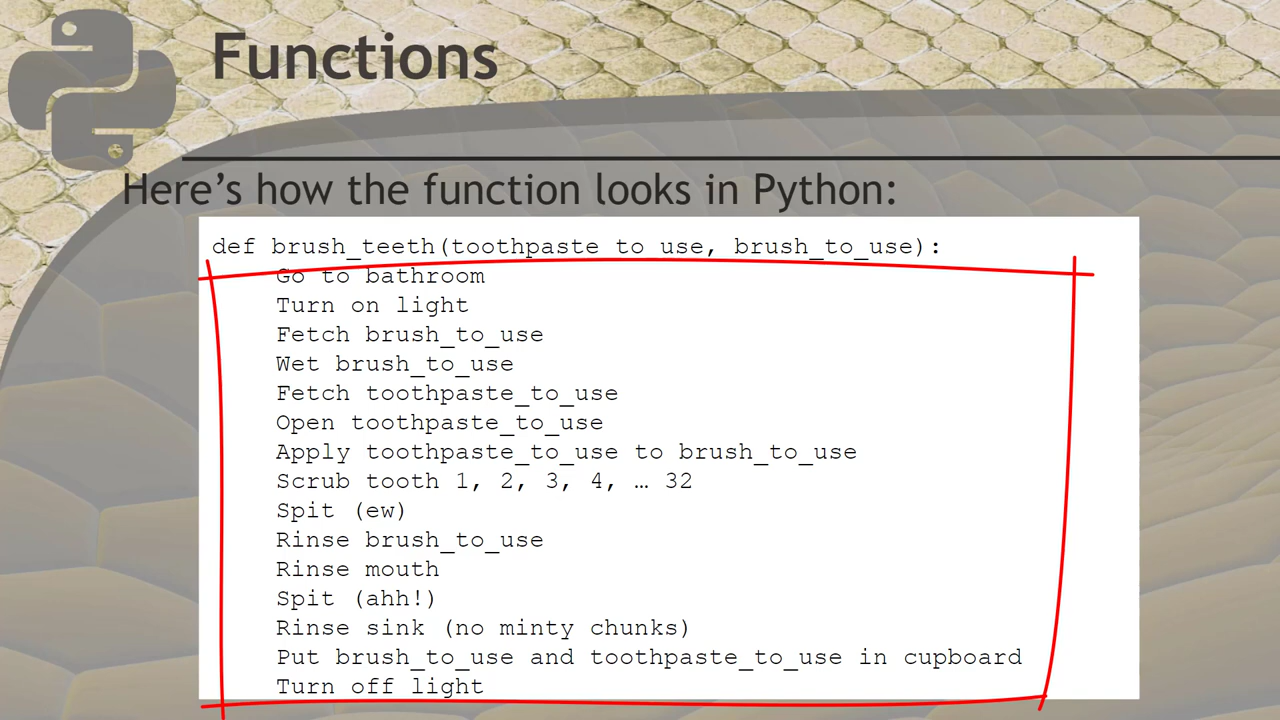 Functions
Here's how the function looks in Python:
def brush_teeth(toothpaste_to_use, brush_to_use):
Go to bathroom
Turn on light
Fetch brush_to_use
Wet brush_to_use
Fetch toothpaste_to_use
Open toothpaste_to_use
Apply toothpaste_to_use to brush_to_use
Scrub tooth 1, 2, 3, 4, … 32
Spit (ew)
Rinse brush_to_use
Rinse mouth
Spit (ahh!)
Rinse sink (no minty chunks)
Put brush_to_use and toothpaste_to_use in cupboard
Turn off light